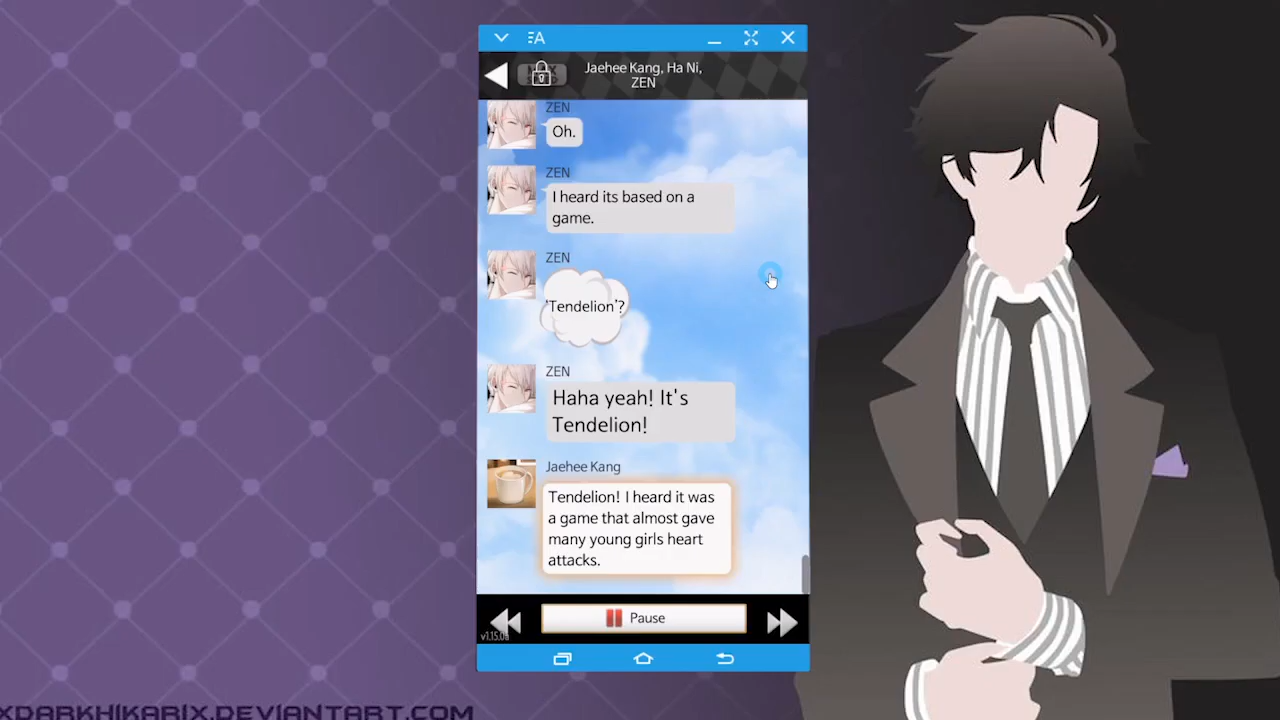 Jaehee Kang, Ha Ni,
ZEN
ZEN
Oh.
ZEN
I heard its based on a
game.
ZEN
'Tendelion'?
ZEN
Haha yeah! It's
Tendelion!
Jaehee Kang
Tendelion! I heard it was
a game that almost gave
many young girls heart
attacks.
Pause
XDARKHIKARIX.DEVIANTART.COM